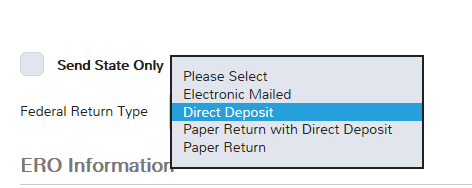 Send State Only
Please Select
Electronic Mailed
Federal Return Type
Direct Deposit
Paper Return with Direct Deposit
Paper Return
ERO Information